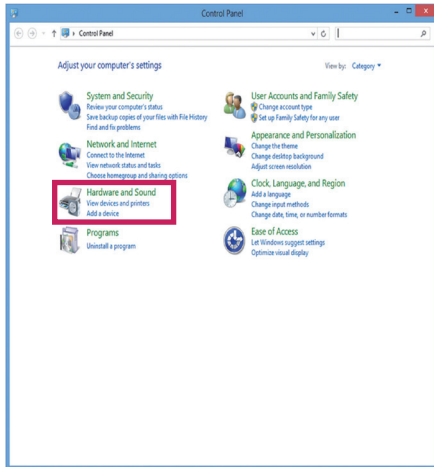 Control Panel
Control Panel
Adjust your computer's settings
View by: Category
System and Security
Review your computer's status
Save backup copies of your files with File History
Find and fix problems
Network and Internet
Connect to the Internet
View network status and tasks
Choose homegroup and sharing options
Hardware and Sound
View devices and printers
Add a device
Programs
Uninstall a program
User Accounts and Family Safety
Change account type
Set up Family Safety for any user
Appearance and Personalization
Change the theme
Change desktop background
Adjust screen resolution
Clock, Language, and Region
Add a language
Change input methods
Change date, time, or number formats
Ease of Access
Let Windows suggest settings
Optimize visual display